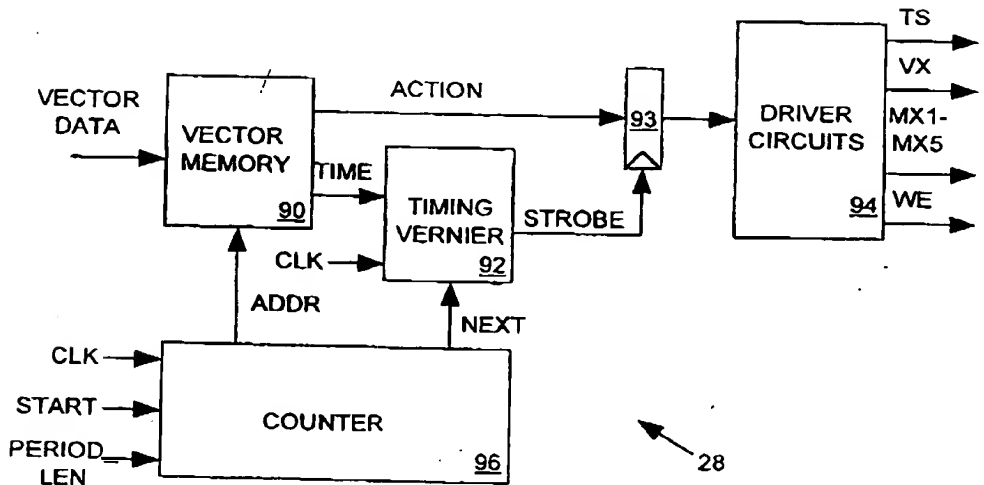 TS
VX
MX1-
MX5
WE
DRIVER
CIRCUITS
94
93
ACTION
VECTOR
DATA
VECTOR
MEMORY
90
TIME
TIMING
VERNIER
92
STROBE
CLK
ADDR
NEXT
CLK
START
PERIOD
LEN
COUNTER
96
28